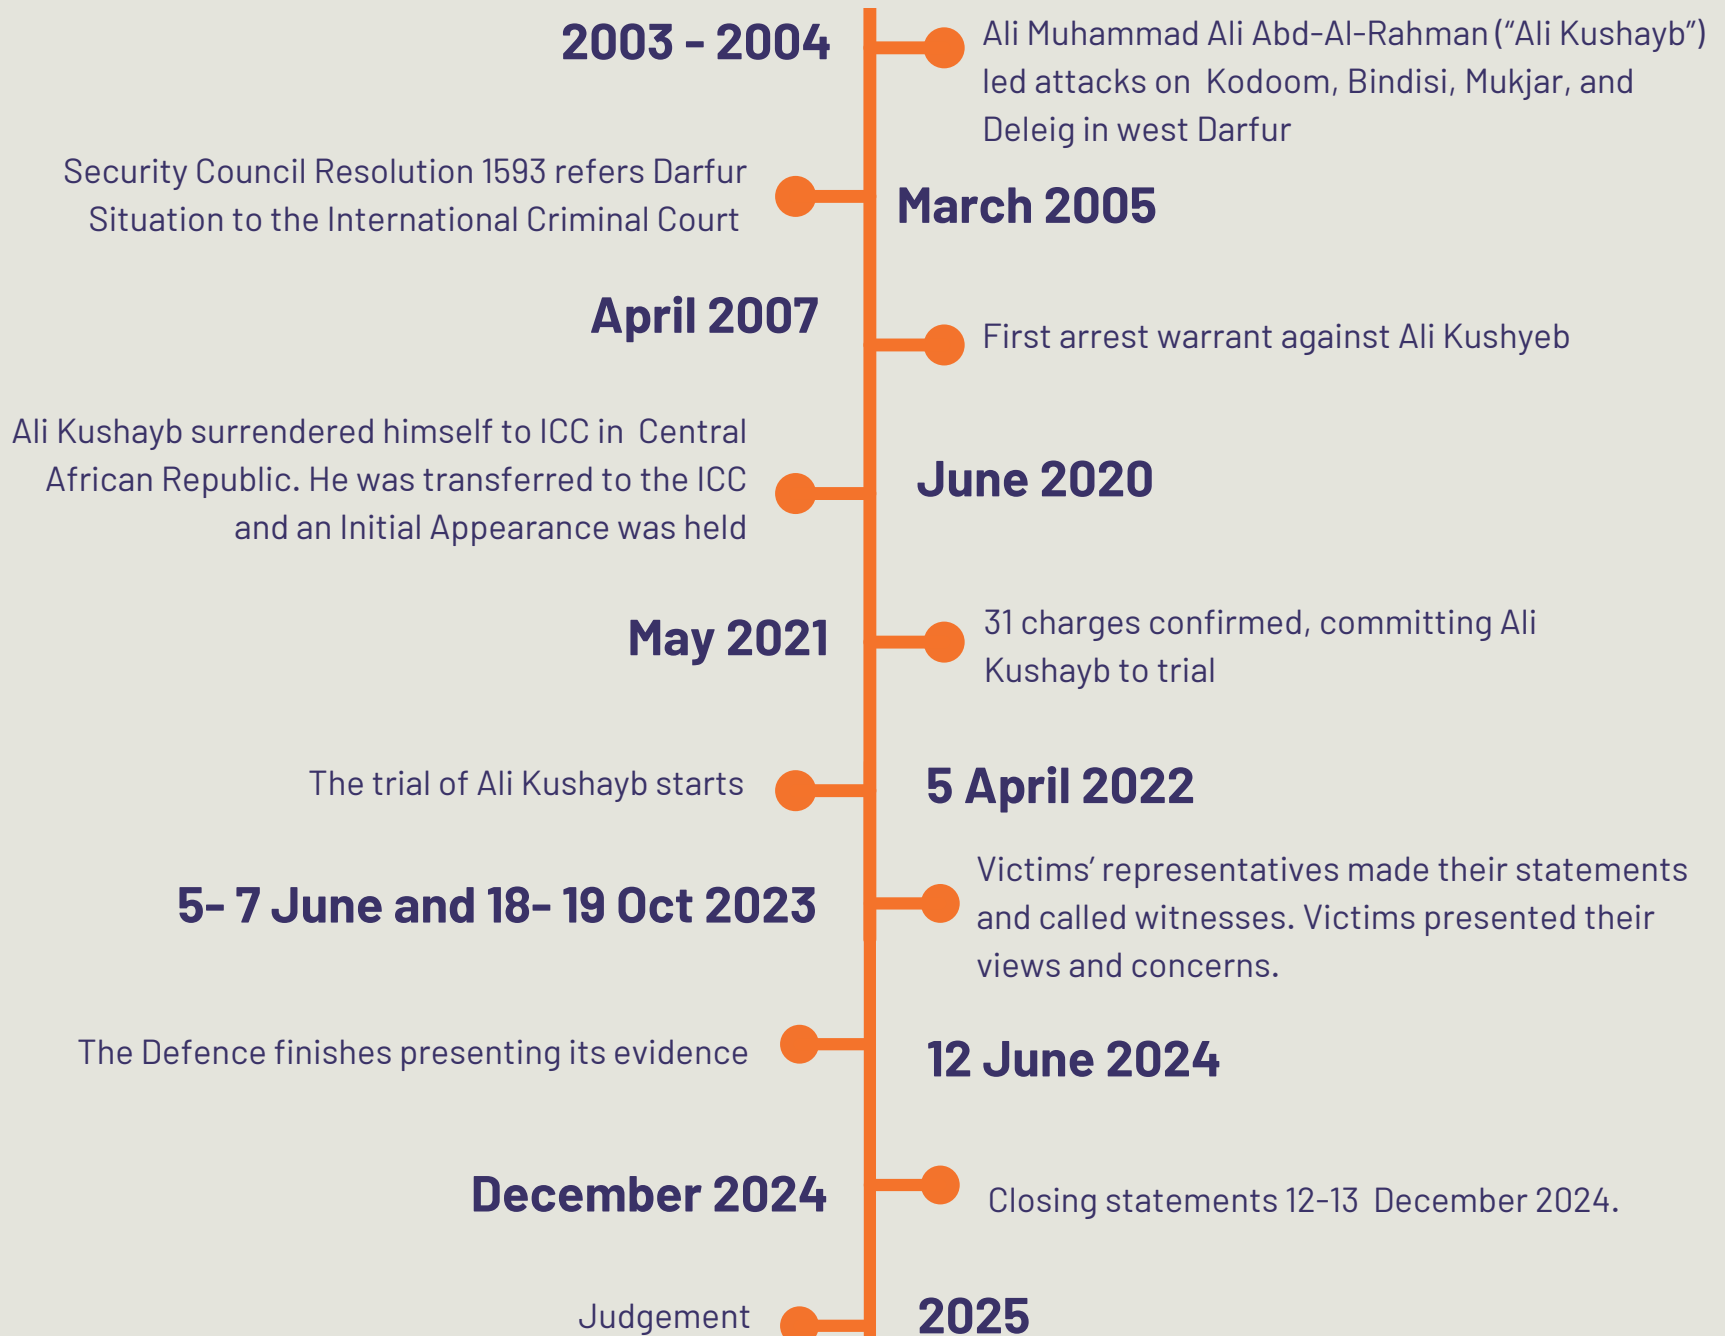 2003 - 2004
Ali Muhammad Ali Abd-Al-Rahman (“Ali Kushayb”)
led attacks on Kodoom, Bindisi, Mukjar, and
Deleig in west Darfur
Security Council Resolution 1593 refers Darfur
Situation to the International Criminal Court
March 2005
April 2007
First arrest warrant against Ali Kushyeb
Ali Kushayb surrendered himself to ICC in Central
African Republic. He was transferred to the ICC
and an Initial Appearance was held
June 2020
May 2021
31 charges confirmed, committing Ali
Kushayb to trial
The trial of Ali Kushayb starts
5 April 2022
5- 7 June and 18- 19 Oct 2023
Victims’ representatives made their statements
and called witnesses. Victims presented their
views and concerns.
The Defence finishes presenting its evidence
12 June 2024
December 2024
Closing statements 12-13 December 2024.
Judgement
2025